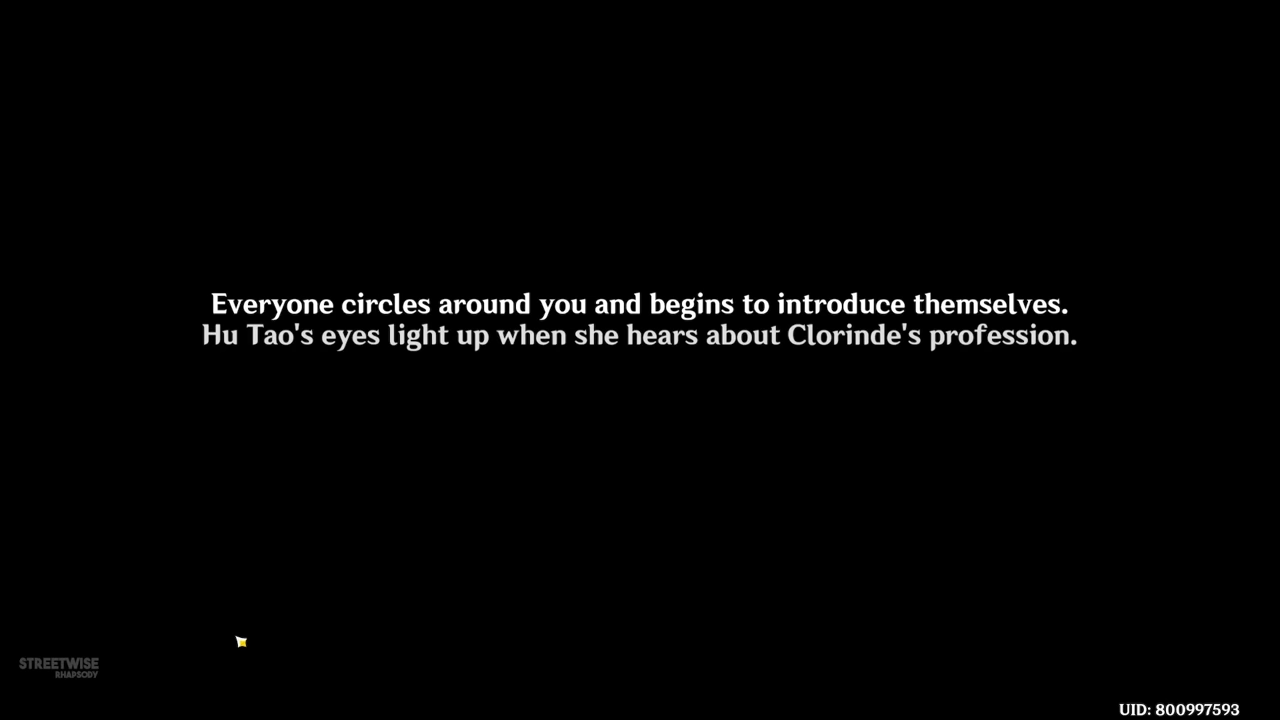 Everyone circles around you and begins to introduce themselves.
Hu Tao's eyes light up when she hears about Clorinde's profession.
STREETWISE
RHAPSODY
UID: 800997593